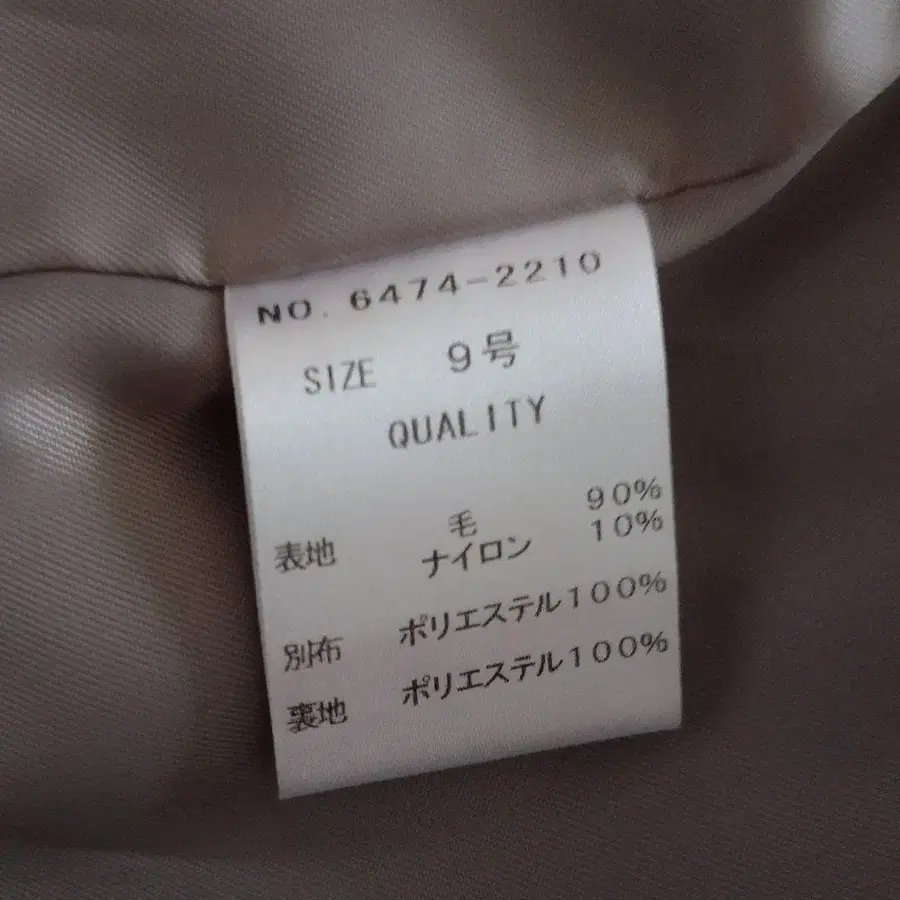 NO. 6474-2210
SIZE 9号
QUALITY
表地 毛 90%
ナイロン 10%
別布 ポリエステル100%
裏地 ポリエステル100%